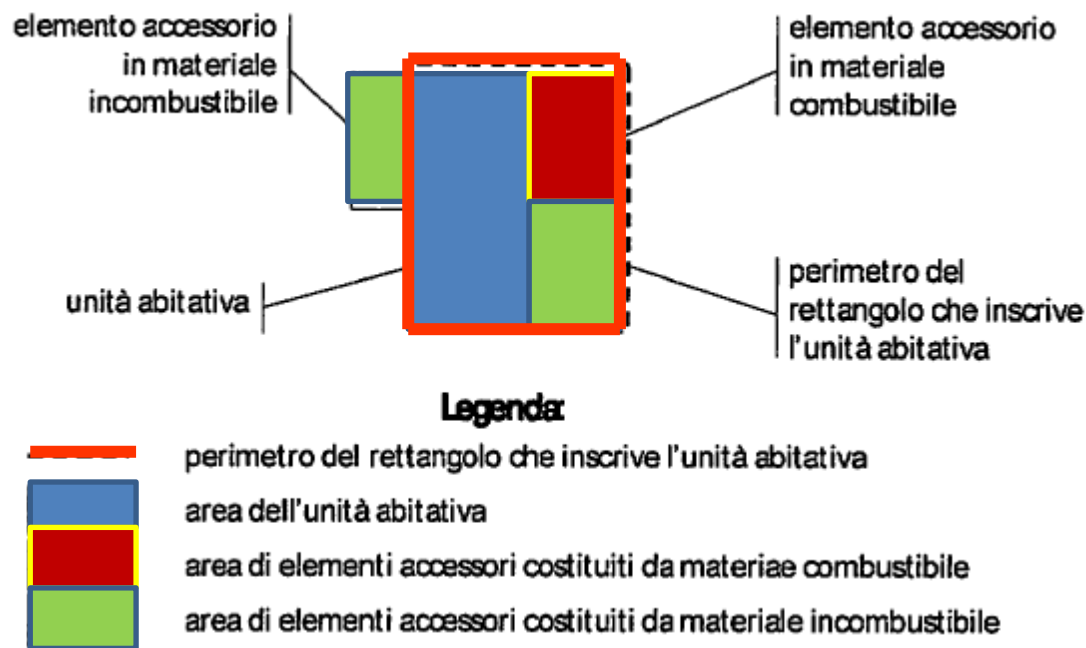 elemento accessorio
in materiale
incombustibile
elemento accessorio
in materiale
combustibile
unità abitativa
perimetro del
rettangolo che inscrive
l'unità abitativa
Legenda:
perimetro del rettangolo che inscrive l'unità abitativa
area dell'unità abitativa
area di elementi accessori costituiti da materiae combustibile
area di elementi accessori costituiti da materiale incombustibile